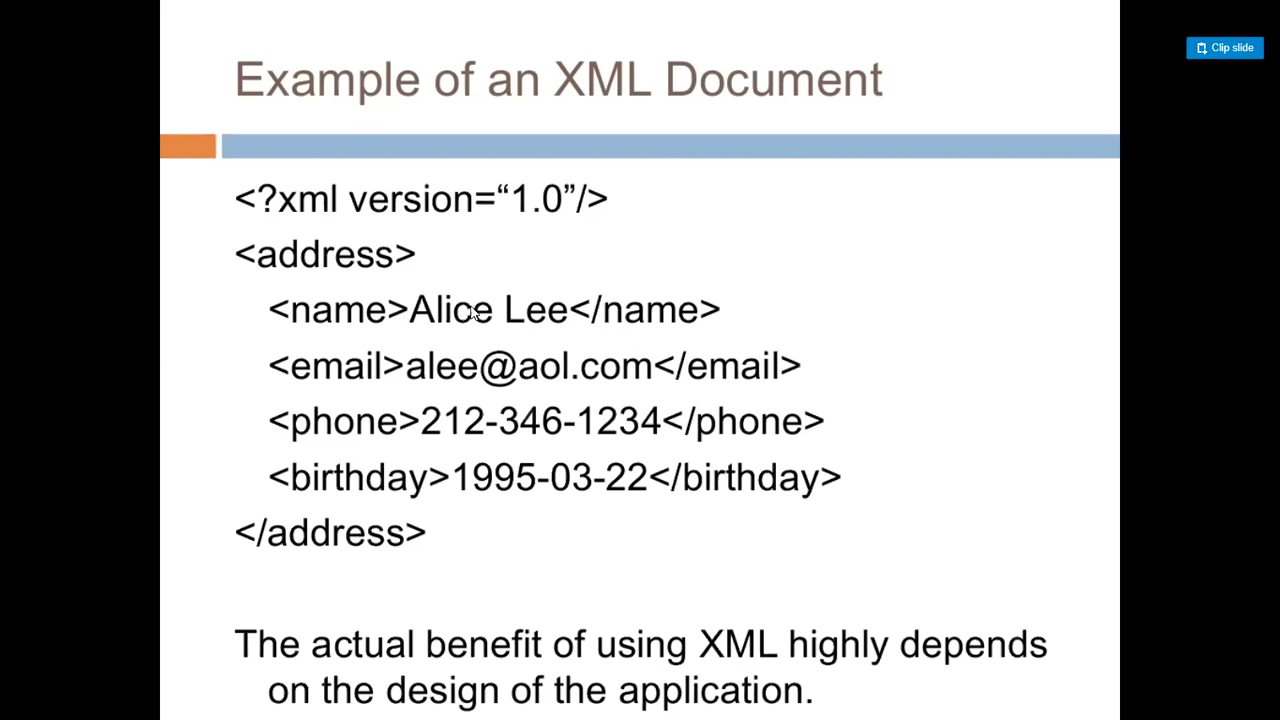 Clip slide
Example of an XML Document
<?xml version=“1.0”/>
<address>
<name>Alice Lee</name>
<email>alee@aol.com</email>
<phone>212-346-1234</phone>
<birthday>1995-03-22</birthday>
</address>
The actual benefit of using XML highly depends
on the design of the application.